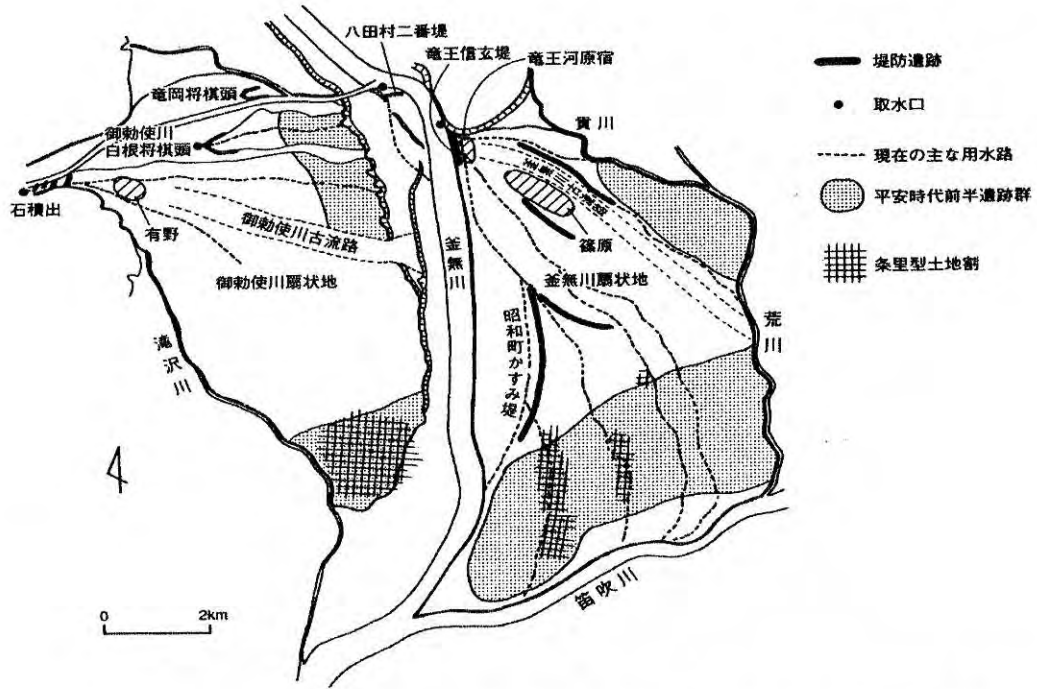 八田村二番堤
竜王信玄堤
竜王河原宿
竜岡将棋頭
御勅使川
白根将棋頭
石積出
有野
御勅使川古流路
御勅使川扇状地
滝沢川
釜無川
貢川
篠原
釜無川扇状地
昭和町かすみ堤
荒川
笛吹川
0
2km
堤防遺跡
取水口
現在の主な用水路
平安時代前半遺跡群
条里型土地割